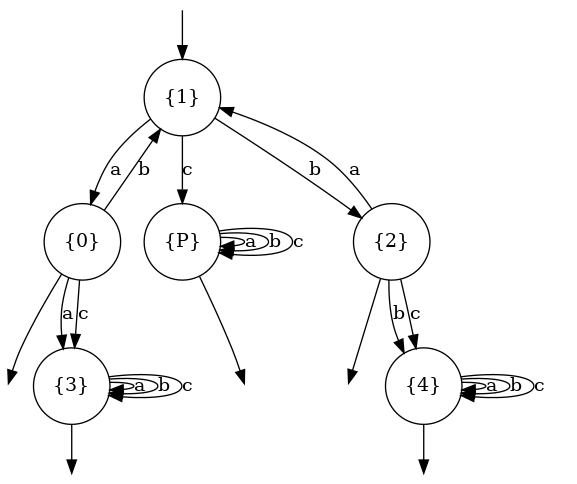 {1}
a b c b a
{0} {P} a b c {2}
a c b c
{3} a b c {4} a b c